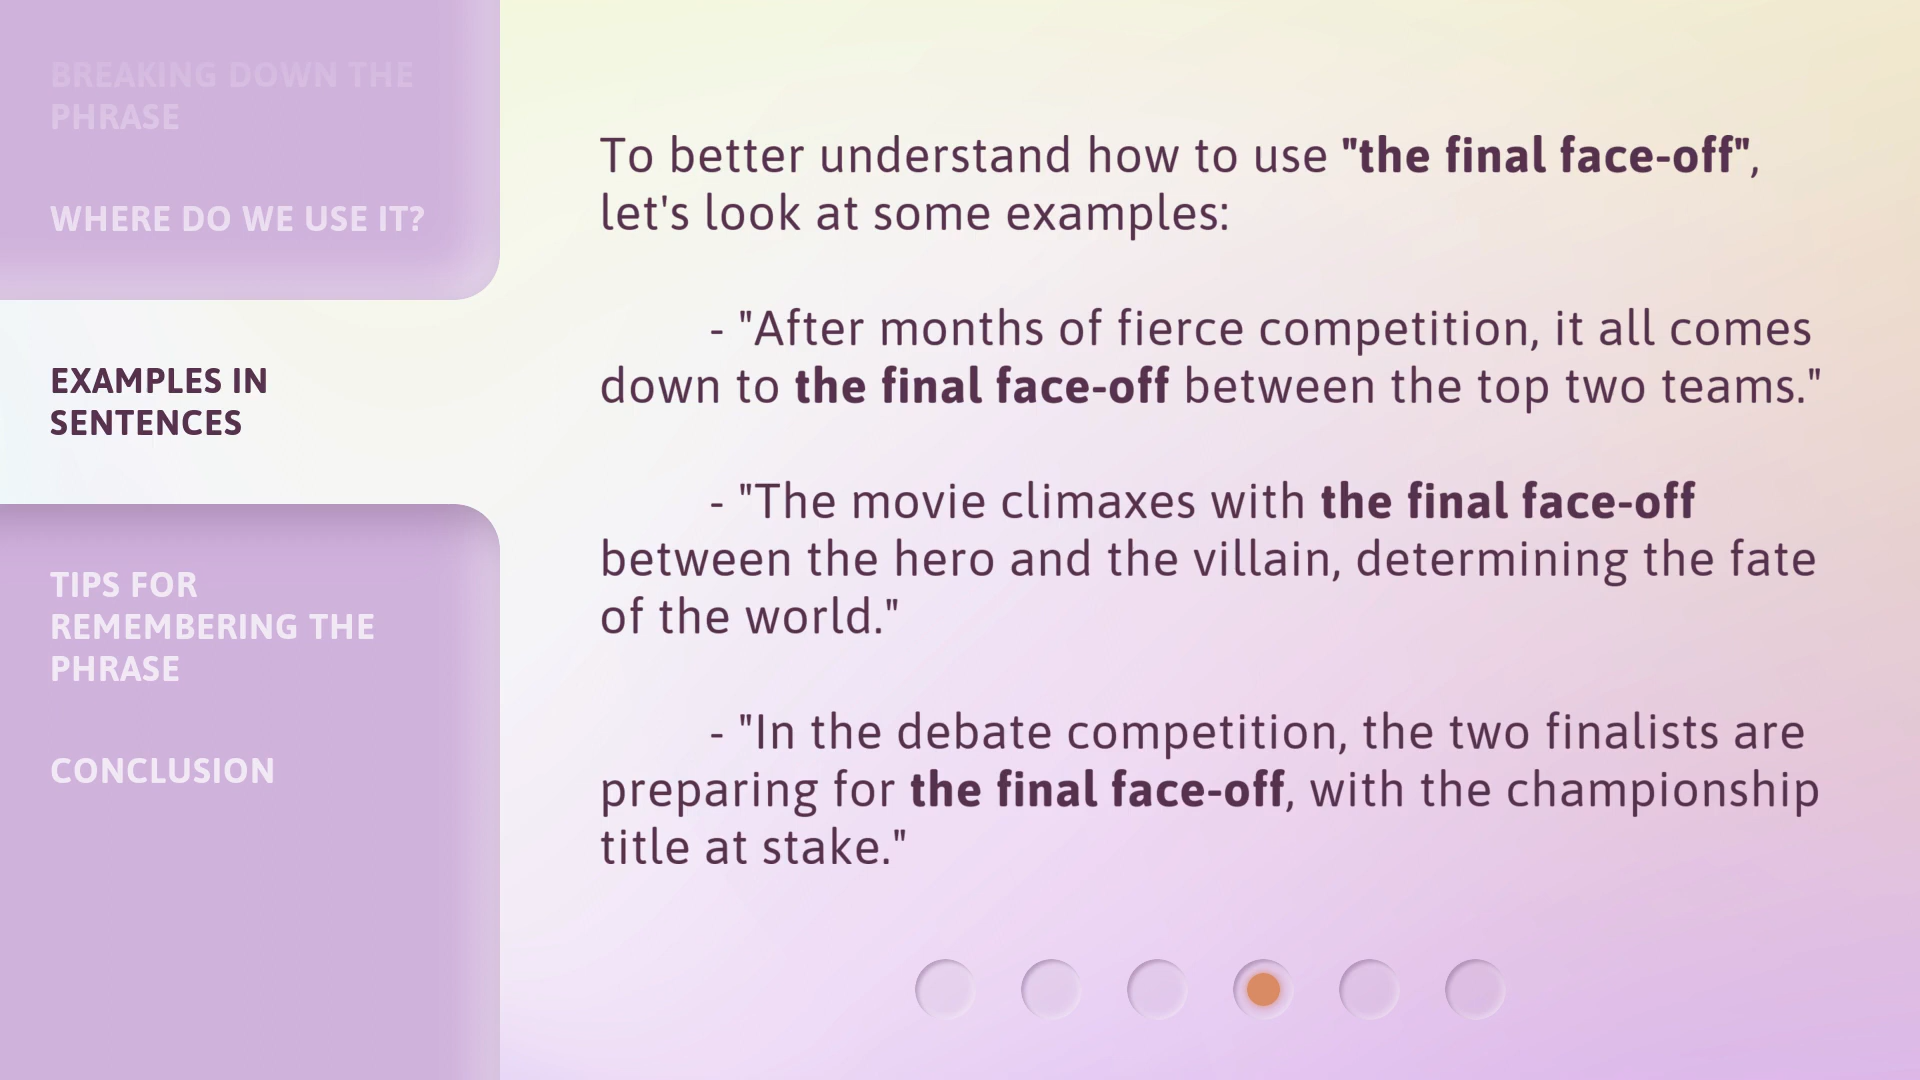 BREAKING DOWN THE
PHRASE
WHERE DO WE USE IT?
EXAMPLES IN
SENTENCES
TIPS FOR
REMEMBERING THE
PHRASE
CONCLUSION
To better understand how to use "the final face-off",
let's look at some examples:
- "After months of fierce competition, it all comes
down to the final face-off between the top two teams."
- "The movie climaxes with the final face-off
between the hero and the villain, determining the fate
of the world."
- "In the debate competition, the two finalists are
preparing for the final face-off, with the championship
title at stake."